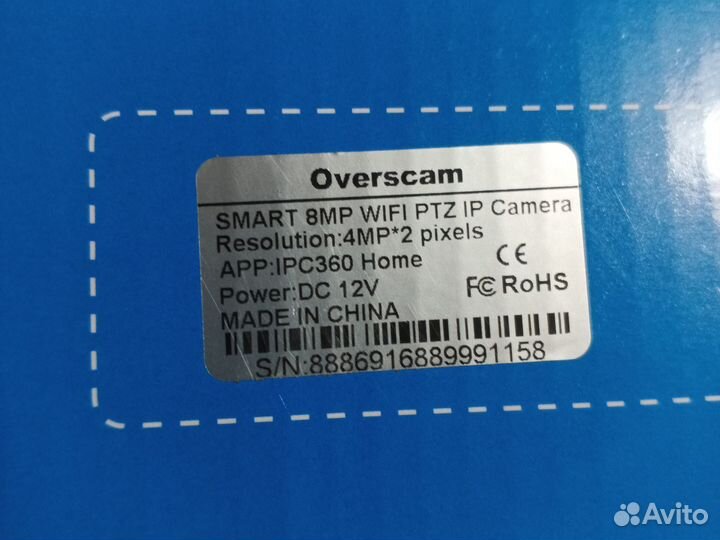 Overscam
SMART 8MP WIFI PTZ IP Camera
Resolution:4MP*2 pixels
APP:IPC360 Home
CE
Power:DC 12V
FC RoHS
MADE IN CHINA
S/N:8886916889991158
Avito